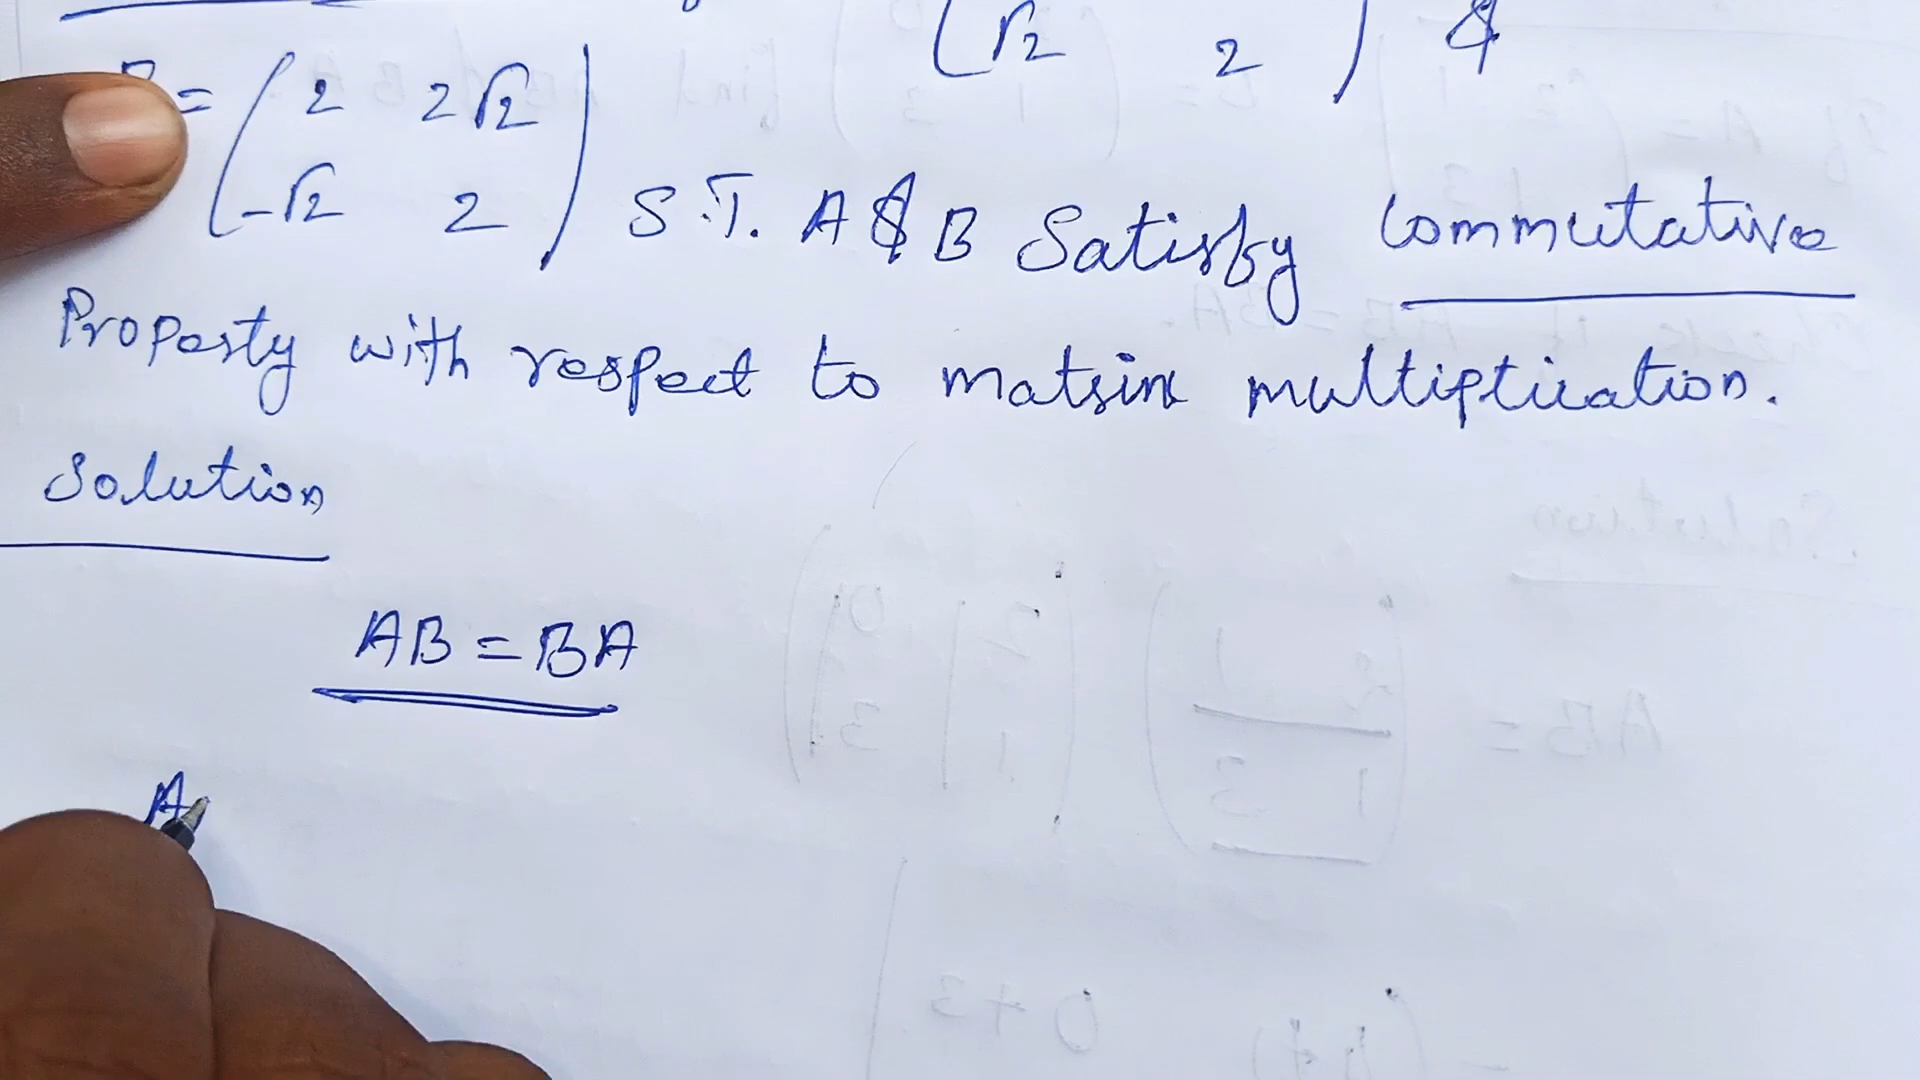 (√2 2) &
= (2 2√2
-√2 2) S.T. A & B Satisfy Commutative
Property with respect to matrix multiplication.
Solution
AB = BA
A